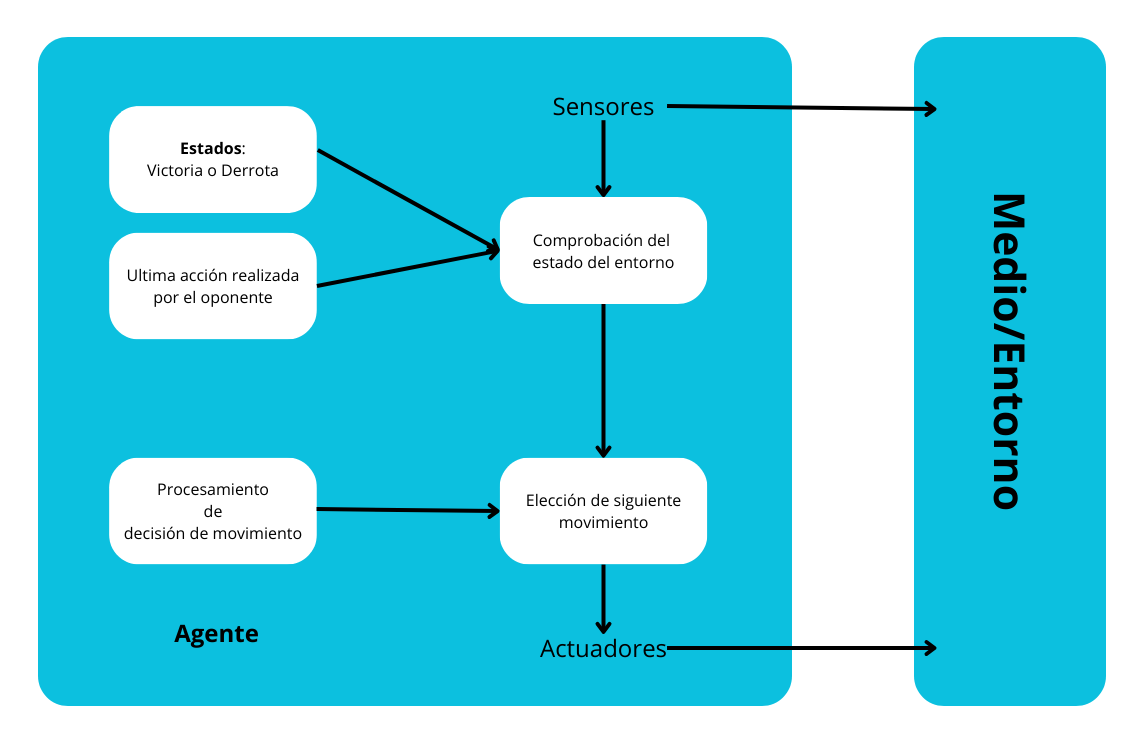 Estados:
Victoria o Derrota
Ultima acción realizada
por el oponente
Sensores
Comprobación del
estado del entorno
Procesamiento
de
decisión de movimiento
Elección de siguiente
movimiento
Agente
Actuadores
Medio/Entorno